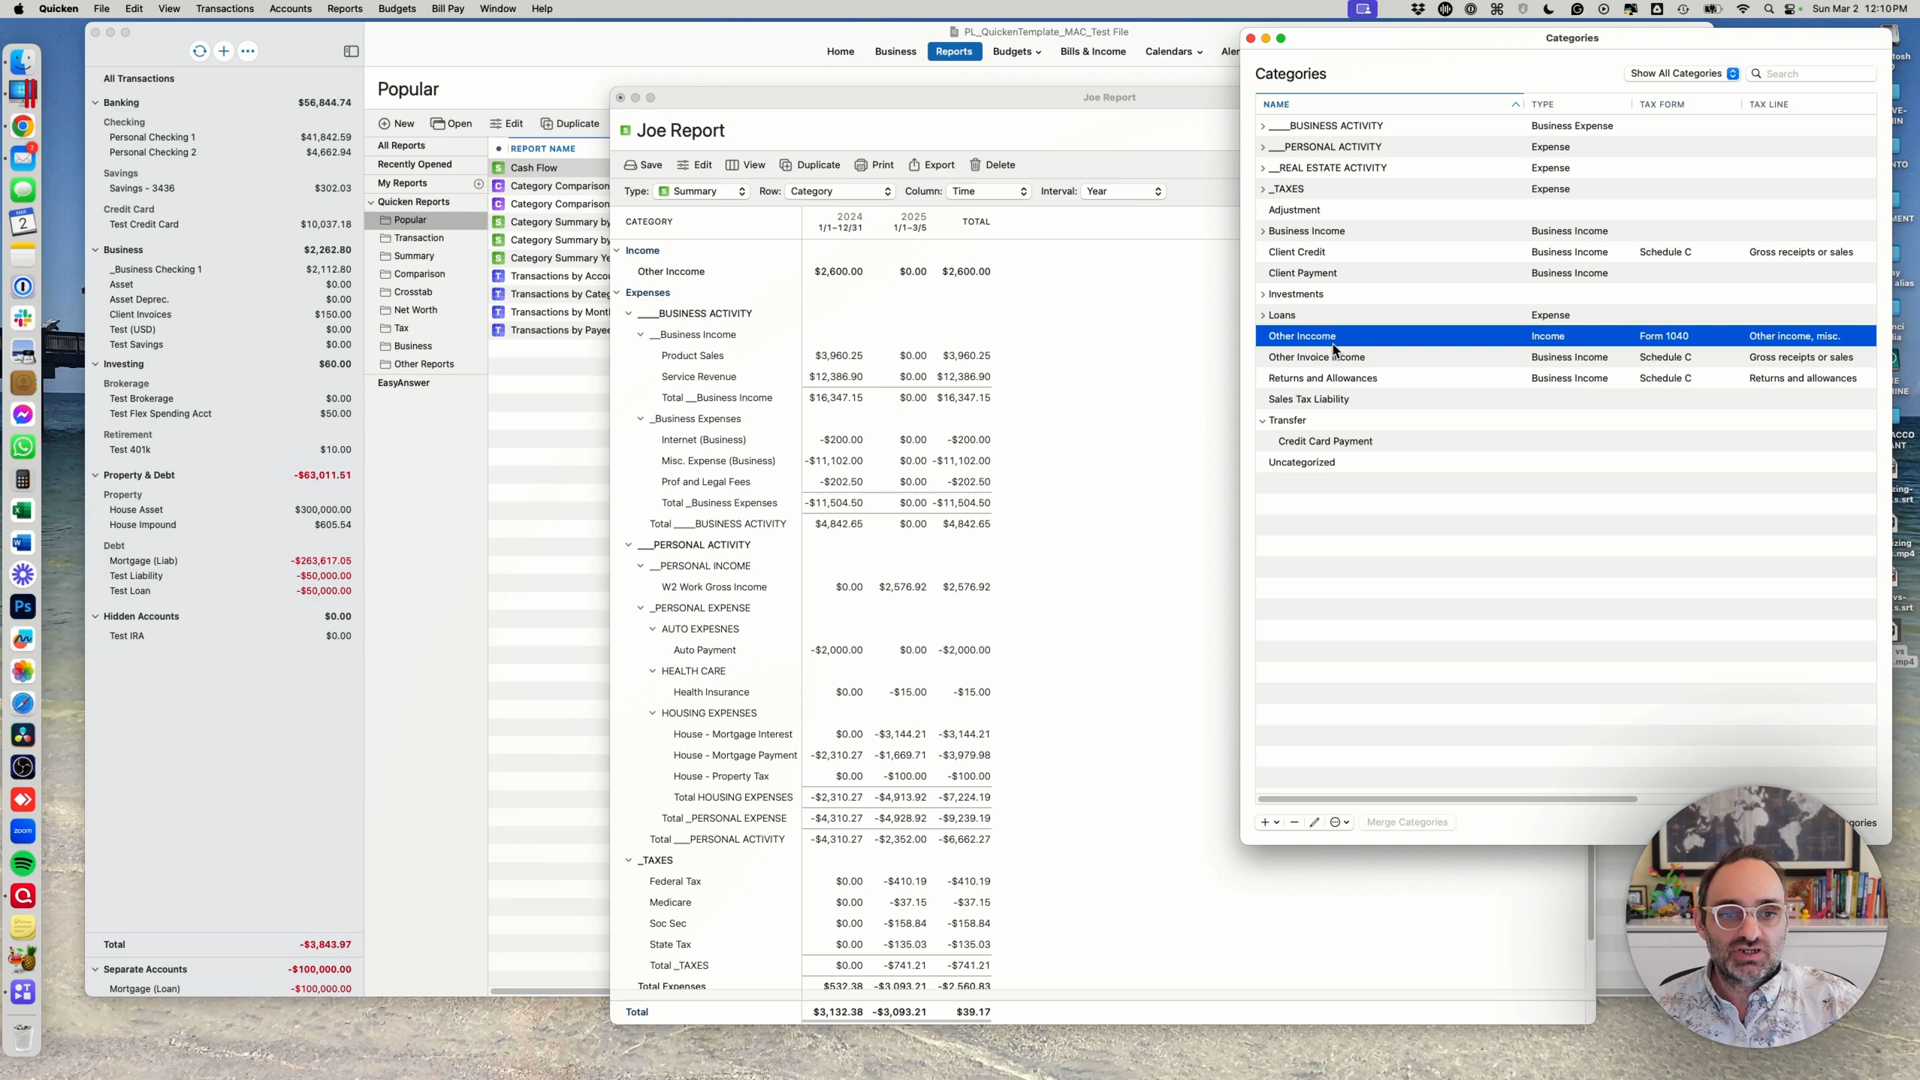 Quicken File Edit View Transactions Accounts Reports Budgets Bill Pay Window Help Sun Mar 2 12:10 PM
PL_QuickenTemplate_MAC_Test File
Home Business Reports Budgets Bills & Income Calendars
All Transactions
Banking $56,844.74
Checking
Personal Checking 1 $41,842.59
Personal Checking 2 $4,662.94
Savings
Savings - 3436 $302.03
Credit Card
Test Credit Card $10,037.18
Business $2,262.80
_Business Checking 1 $2,112.80
Asset $0.00
Asset Deprec. $0.00
Client Invoices $150.00
Test (USD) $0.00
Test Savings $0.00
Investing $60.00
Brokerage
Test Brokerage $0.00
Test Flex Spending Acct $50.00
Retirement
Test 401k $10.00
Property & Debt -$63,011.51
Property
House Asset $300,000.00
House Impound $605.54
Debt
Mortgage (Liab) -$263,617.05
Test Liability -$50,000.00
Test Loan -$50,000.00
Hidden Accounts $0.00
Test IRA $0.00
Total -$3,843.97
Separate Accounts -$100,000.00
Mortgage (Loan) -$100,000.00
Popular
New Open Edit Duplicate
All Reports
Recently Opened
My Reports
Quicken Reports
Popular
Transaction
Summary
Comparison
Crosstab
Net Worth
Tax
Business
Other Reports
EasyAnswer
REPORT NAME
Cash Flow
Category Comparison
Category Comparison
Category Summary by
Category Summary by
Category Summary Ye
Transactions by Accou
Transactions by Categ
Transactions by Mont
Transactions by Payee
Joe Report
Joe Report
Save Edit View Duplicate Print Export Delete
Type: Summary Row: Category Column: Time Interval: Year
CATEGORY 2024 1/1-12/31 2025 1/1-3/5 TOTAL
Income
Other Inccome $2,600.00 $0.00 $2,600.00
Expenses
____BUSINESS ACTIVITY
__Business Income
Product Sales $3,960.25 $0.00 $3,960.25
Service Revenue $12,386.90 $0.00 $12,386.90
Total __Business Income $16,347.15 $0.00 $16,347.15
_Business Expenses
Internet (Business) -$200.00 $0.00 -$200.00
Misc. Expense (Business) -$11,102.00 $0.00 -$11,102.00
Prof and Legal Fees -$202.50 $0.00 -$202.50
Total _Business Expenses -$11,504.50 $0.00 -$11,504.50
Total ____BUSINESS ACTIVITY $4,842.65 $0.00 $4,842.65
___PERSONAL ACTIVITY
__PERSONAL INCOME
W2 Work Gross Income $0.00 $2,576.92 $2,576.92
_PERSONAL EXPENSE
AUTO EXPESNES
Auto Payment -$2,000.00 $0.00 -$2,000.00
HEALTH CARE
Health Insurance $0.00 -$15.00 -$15.00
HOUSING EXPENSES
House - Mortgage Interest $0.00 -$3,144.21 -$3,144.21
House - Mortgage Payment -$2,310.27 -$1,669.71 -$3,979.98
House - Property Tax $0.00 -$100.00 -$100.00
Total HOUSING EXPENSES -$2,310.27 -$4,913.92 -$7,224.19
Total _PERSONAL EXPENSE -$4,310.27 -$4,928.92 -$9,239.19
Total ___PERSONAL ACTIVITY -$4,310.27 -$2,352.00 -$6,662.27
_TAXES
Federal Tax $0.00 -$410.19 -$410.19
Medicare $0.00 -$37.15 -$37.15
Soc Sec $0.00 -$158.84 -$158.84
State Tax $0.00 -$135.03 -$135.03
Total _TAXES $0.00 -$741.21 -$741.21
Total Expenses $532.38 -$3,093.21 -$2,560.83
Total $3,132.38 -$3,093.21 $39.17
Categories
Categories Show All Categories Search
NAME TYPE TAX FORM TAX LINE
____BUSINESS ACTIVITY Business Expense
___PERSONAL ACTIVITY Expense
__REAL ESTATE ACTIVITY Expense
_TAXES Expense
Adjustment
Business Income Business Income
Client Credit Business Income Schedule C Gross receipts or sales
Client Payment Business Income
Investments
Loans Expense
Other Inccome Income Form 1040 Other income, misc.
Other Invoice Income Business Income Schedule C Gross receipts or sales
Returns and Allowances Business Income Schedule C Returns and allowances
Sales Tax Liability
Transfer
Credit Card Payment
Uncategorized
Merge Categories